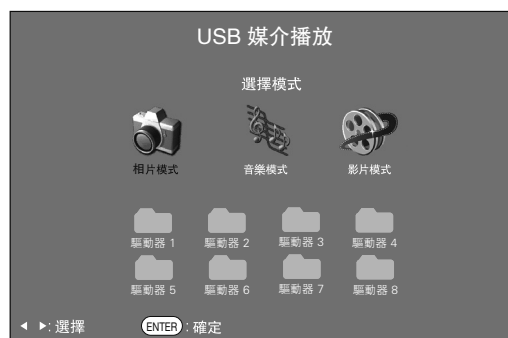 USB 媒介播放
選擇模式
相片模式 音樂模式 影片模式
驅動器 1 驅動器 2 驅動器 3 驅動器 4
驅動器 5 驅動器 6 驅動器 7 驅動器 8
◀ ▶: 選擇 ENTER : 確定